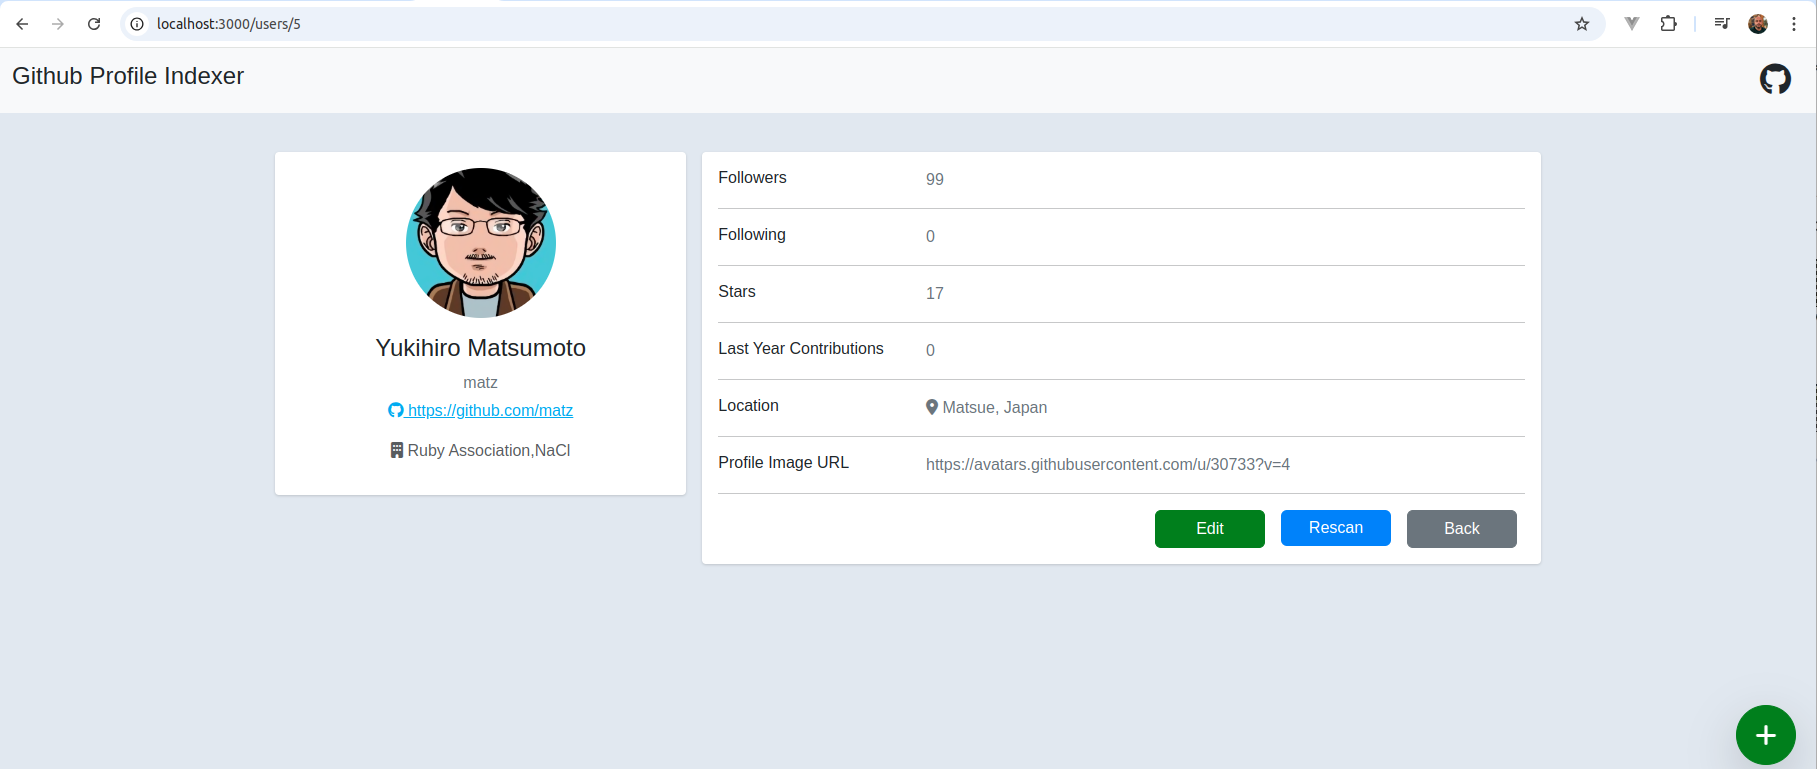 localhost:3000/users/5
Github Profile Indexer
Yukihiro Matsumoto
matz
https://github.com/matz
Ruby Association,NaCl
Followers 99
Following 0
Stars 17
Last Year Contributions 0
Location Matsue, Japan
Profile Image URL https://avatars.githubusercontent.com/u/30733?v=4
Edit Rescan Back